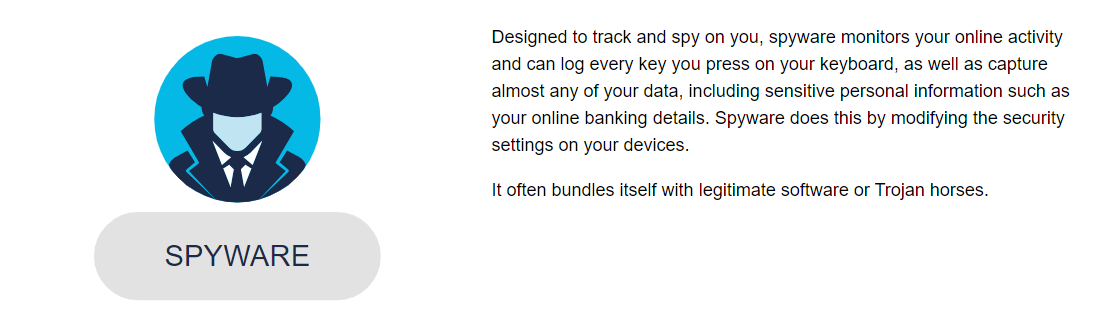 Designed to track and spy on you, spyware monitors your online activity
and can log every key you press on your keyboard, as well as capture
almost any of your data, including sensitive personal information such as
your online banking details. Spyware does this by modifying the security
settings on your devices.
It often bundles itself with legitimate software or Trojan horses.
SPYWARE